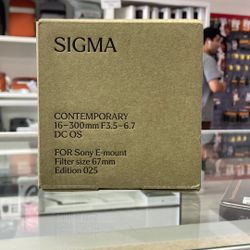 SIGMA
CONTEMPORARY
16–300mm F3.5–6.7
DC OS
FOR Sony E-mount
Filter size 67mm
Edition 025